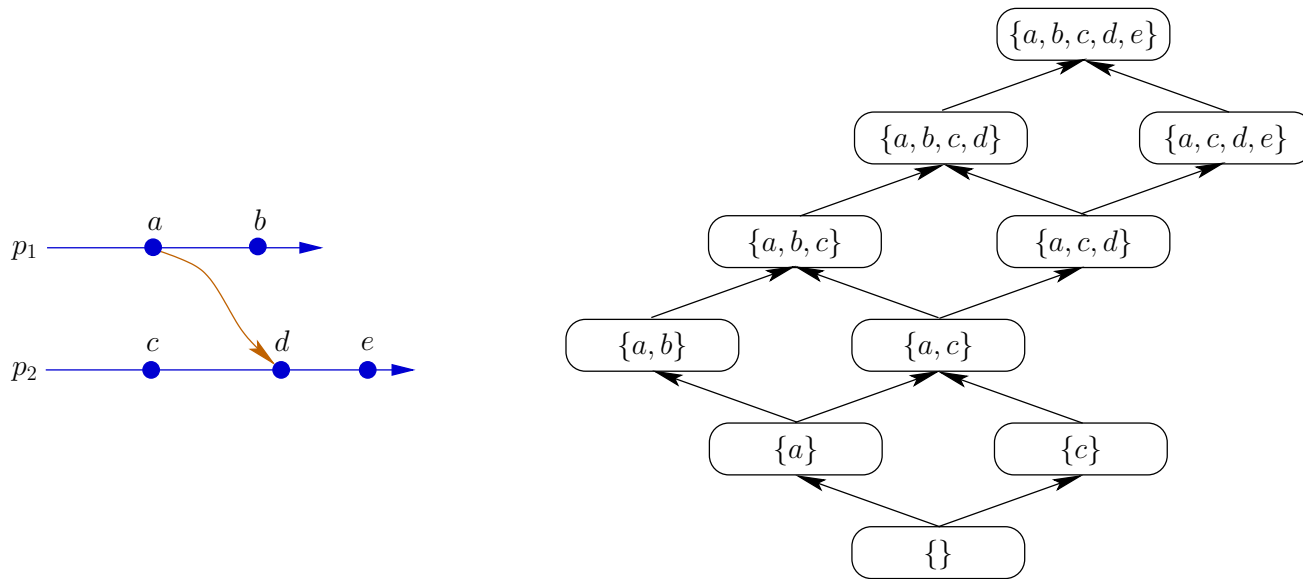 {a, b, c, d, e}
{a, b, c, d}
{a, c, d, e}
a
b
p₁
{a, b, c}
{a, c, d}
c
d
e
p₂
{a, b}
{a, c}
{a}
{c}
{}